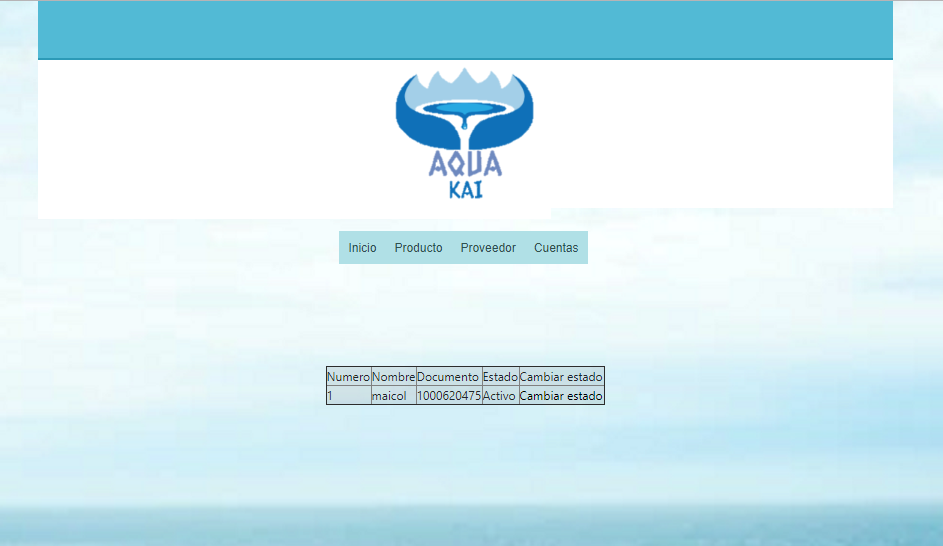 AQUA
KAI
Inicio Producto Proveedor Cuentas
Numero Nombre Documento Estado Cambiar estado
1 maicol 1000620475 Activo Cambiar estado